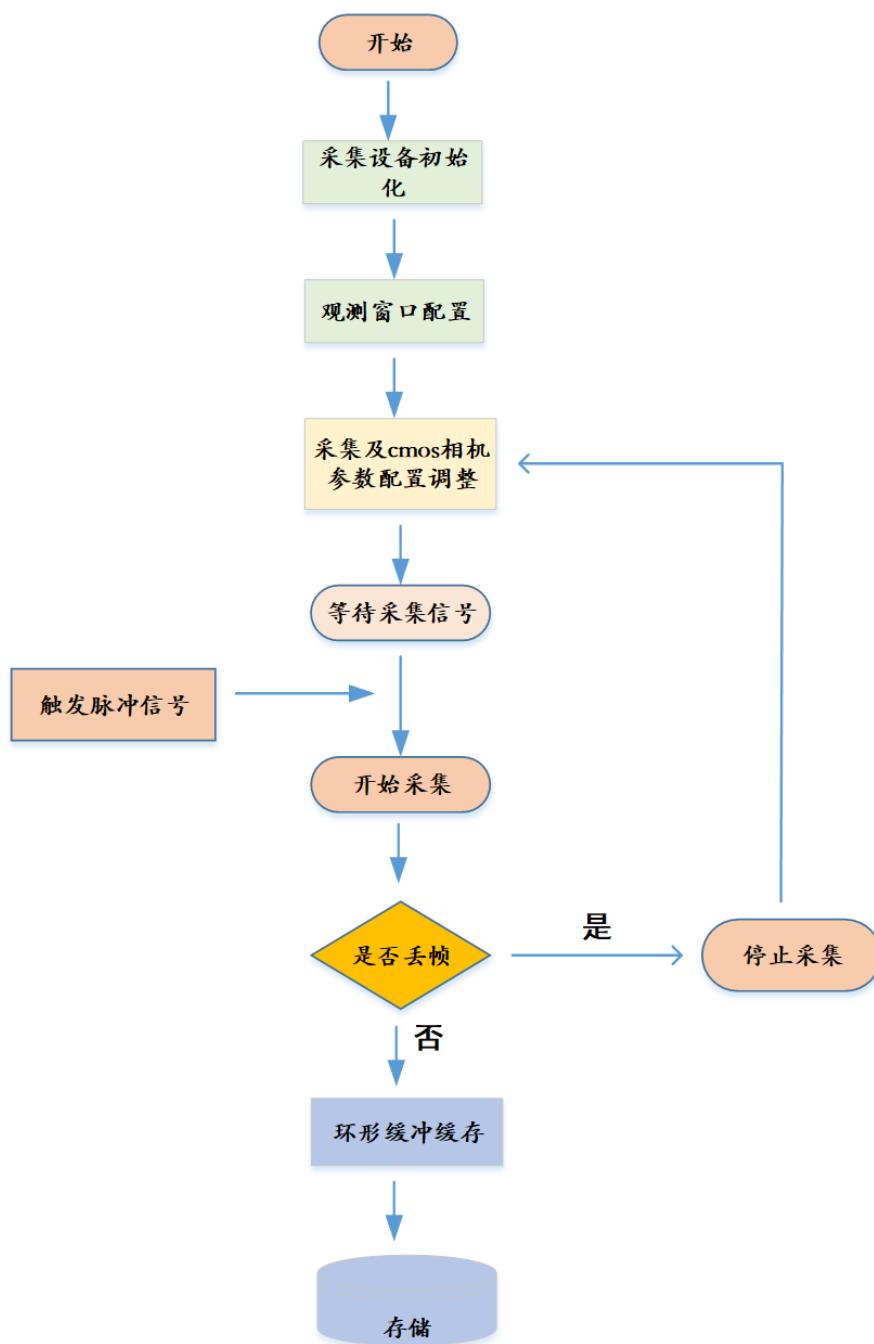 开始
采集设备初始
化
观测窗口配置
采集及cmos相机
参数配置调整
等待采集信号
触发脉冲信号
开始采集
是否丢帧
是
停止采集
否
环形缓冲缓存
存储